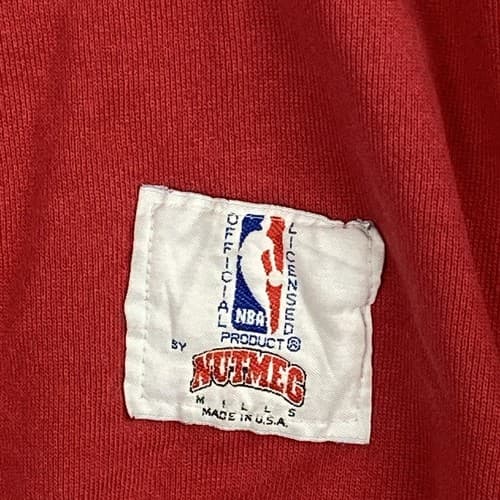 OFFICIAL
LICENSED
NBA
PRODUCT ®
BY
NUTMEG
MILLS
MADE IN U.S.A.